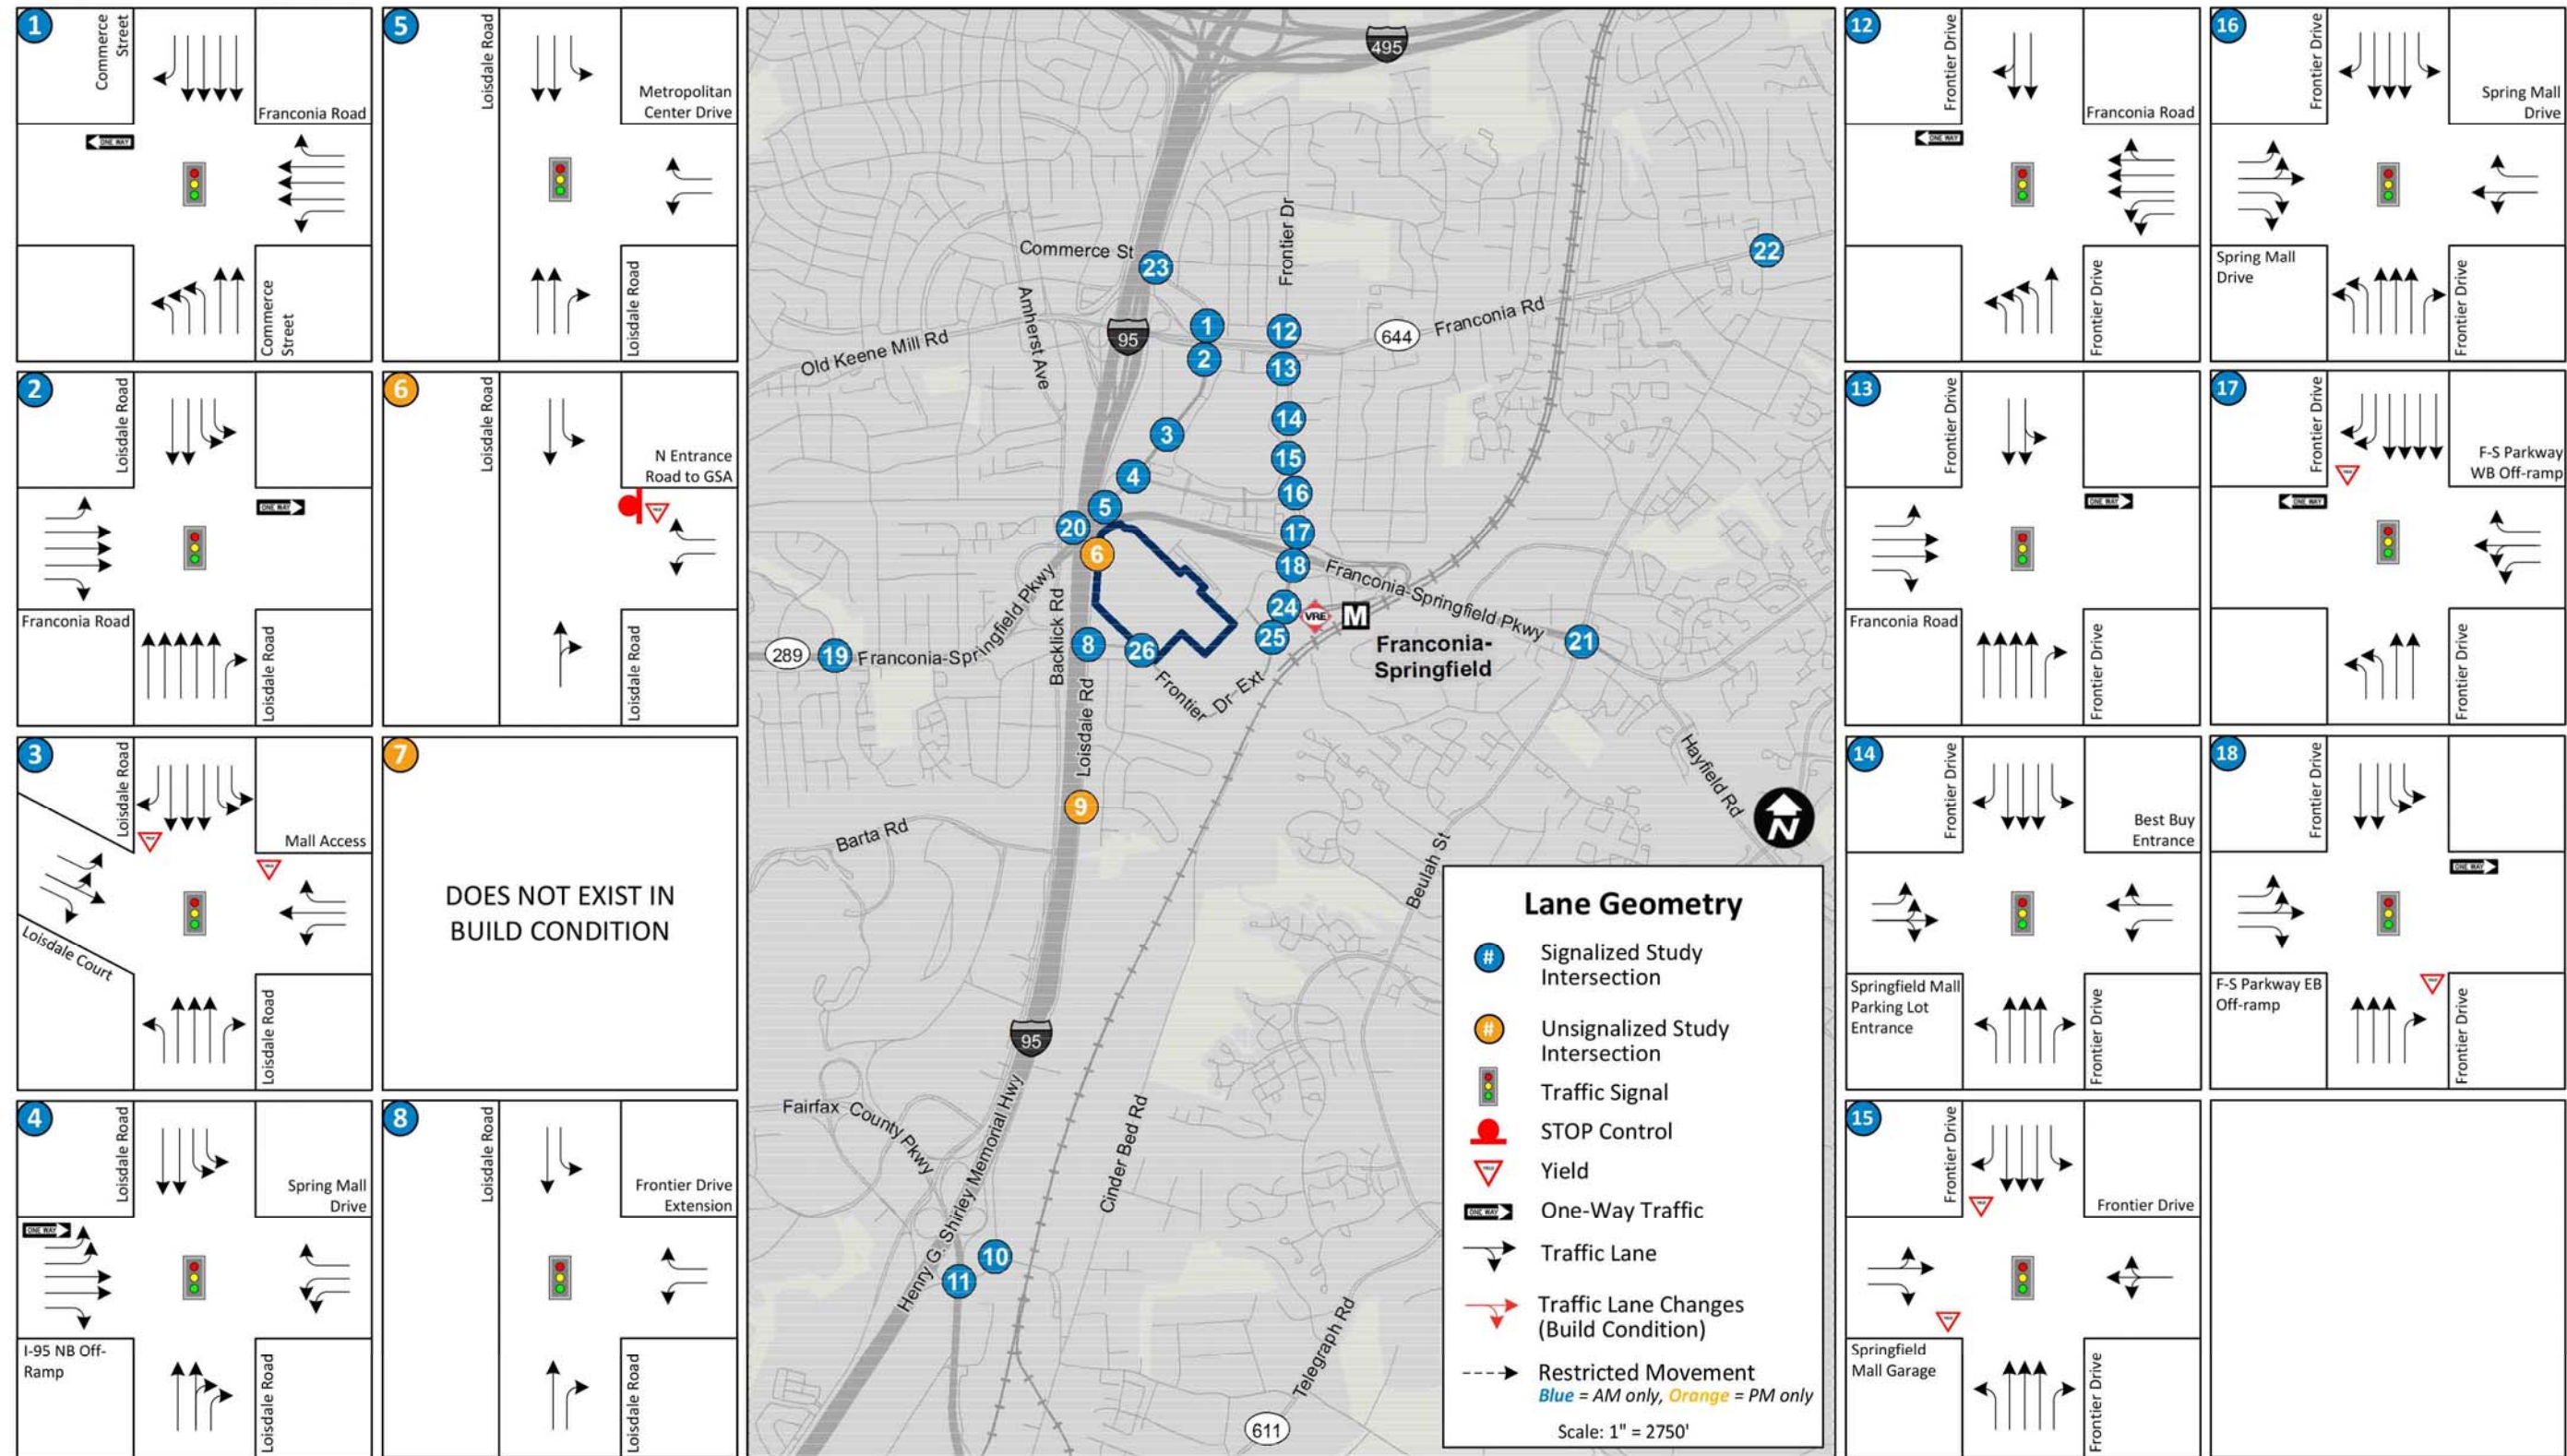 1
Commerce
Street
Franconia Road
ONE WAY
Commerce
Street
2
Loisdale Road
ONE WAY
Franconia Road
Loisdale Road
3
Loisdale Road
Mall Access
Loisdale Court
Loisdale Road
4
Loisdale Road
Spring Mall
Drive
ONE WAY
I-95 NB Off-
Ramp
Loisdale Road
5
Loisdale Road
Metropolitan
Center Drive
Loisdale Road
6
Loisdale Road
N Entrance
Road to GSA
Loisdale Road
7
DOES NOT EXIST IN
BUILD CONDITION
8
Loisdale Road
Frontier Drive
Extension
Loisdale Road
495
Frontier Dr
Commerce St
23
22
Amherst Ave
1
12
95
644
Franconia Rd
Old Keene Mill Rd
2
13
14
3
15
4
16
5
20
17
6
18
Franconia-Springfield Pkwy
Backlick Rd
24
VRE
M
25
21
289
19
Franconia-Springfield Pkwy
8
26
Franconia-
Springfield
Frontier Dr Ext
Loisdale Rd
Hayfield Rd
N
9
Barta Rd
Beulah St
95
Fairfax County Pkwy
Henry G. Shirley Memorial Hwy
Cinder Bed Rd
10
11
Telegraph Rd
611
Lane Geometry
# Signalized Study
Intersection
# Unsignalized Study
Intersection
Traffic Signal
STOP Control
Yield
ONE WAY One-Way Traffic
Traffic Lane
Traffic Lane Changes
(Build Condition)
Restricted Movement
Blue = AM only, Orange = PM only
Scale: 1" = 2750'
12
Frontier Drive
Franconia Road
ONE WAY
Frontier Drive
13
Frontier Drive
ONE WAY
Franconia Road
Frontier Drive
14
Frontier Drive
Best Buy
Entrance
Springfield Mall
Parking Lot
Entrance
Frontier Drive
15
Frontier Drive
Frontier Drive
Springfield
Mall Garage
Frontier Drive
16
Frontier Drive
Spring Mall
Drive
Spring Mall
Drive
Frontier Drive
17
Frontier Drive
F-S Parkway
WB Off-ramp
ONE WAY
Frontier Drive
18
Frontier Drive
ONE WAY
F-S Parkway EB
Off-ramp
Frontier Drive